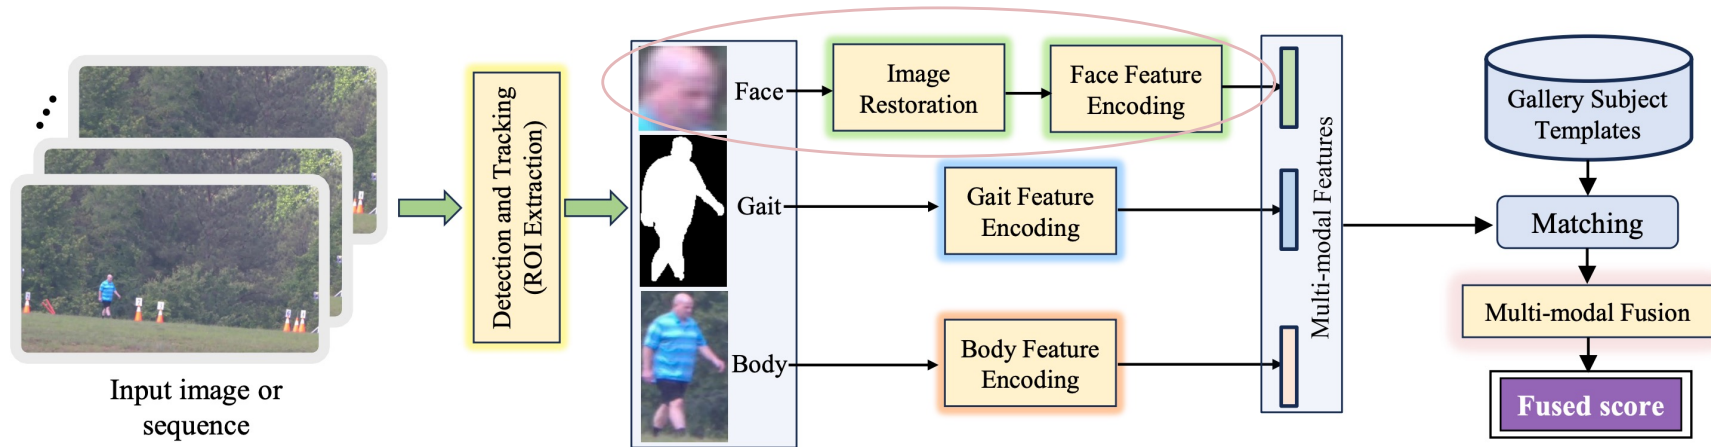 Input image or
sequence
Detection and Tracking
(ROI Extraction)
Face
Gait
Body
Image
Restoration
Face Feature
Encoding
Gait Feature
Encoding
Body Feature
Encoding
Multi-modal Features
Gallery Subject
Templates
Matching
Multi-modal Fusion
Fused score